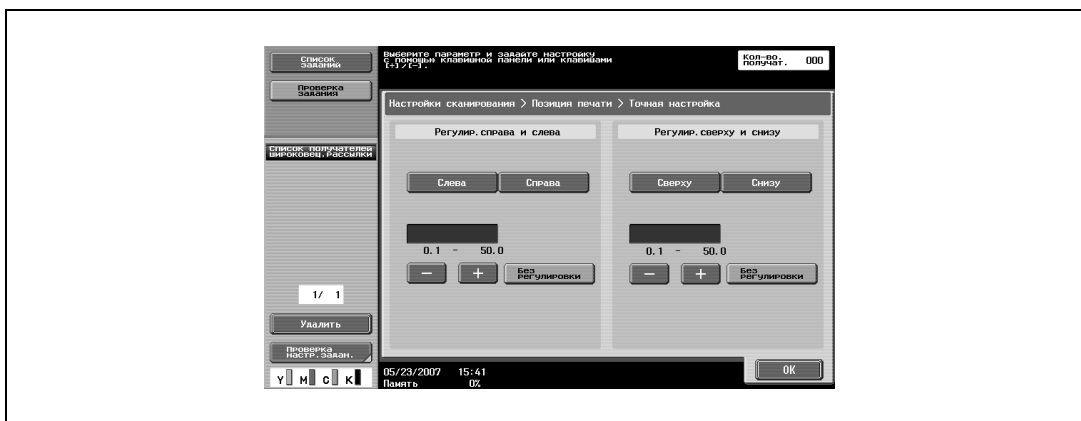 Список
заданий
Проверка
задания
Выберите параметр и задайте настройку
с помощью клавишной панели или клавишами
[+]/[-].
Кол-во.
получат. 000
Настройки сканирования > Позиция печати > Точная настройка
Список получателей
широковещ.рассылки
Регулир.справа и слева
Слева Справа
0.1 - 50.0
− + Без
регулировки
Регулир.сверху и снизу
Сверху Снизу
0.1 - 50.0
− + Без
регулировки
1/ 1
Удалить
Проверка
настр.задан.
Y M C K
05/23/2007 15:41
Память 0%
OK